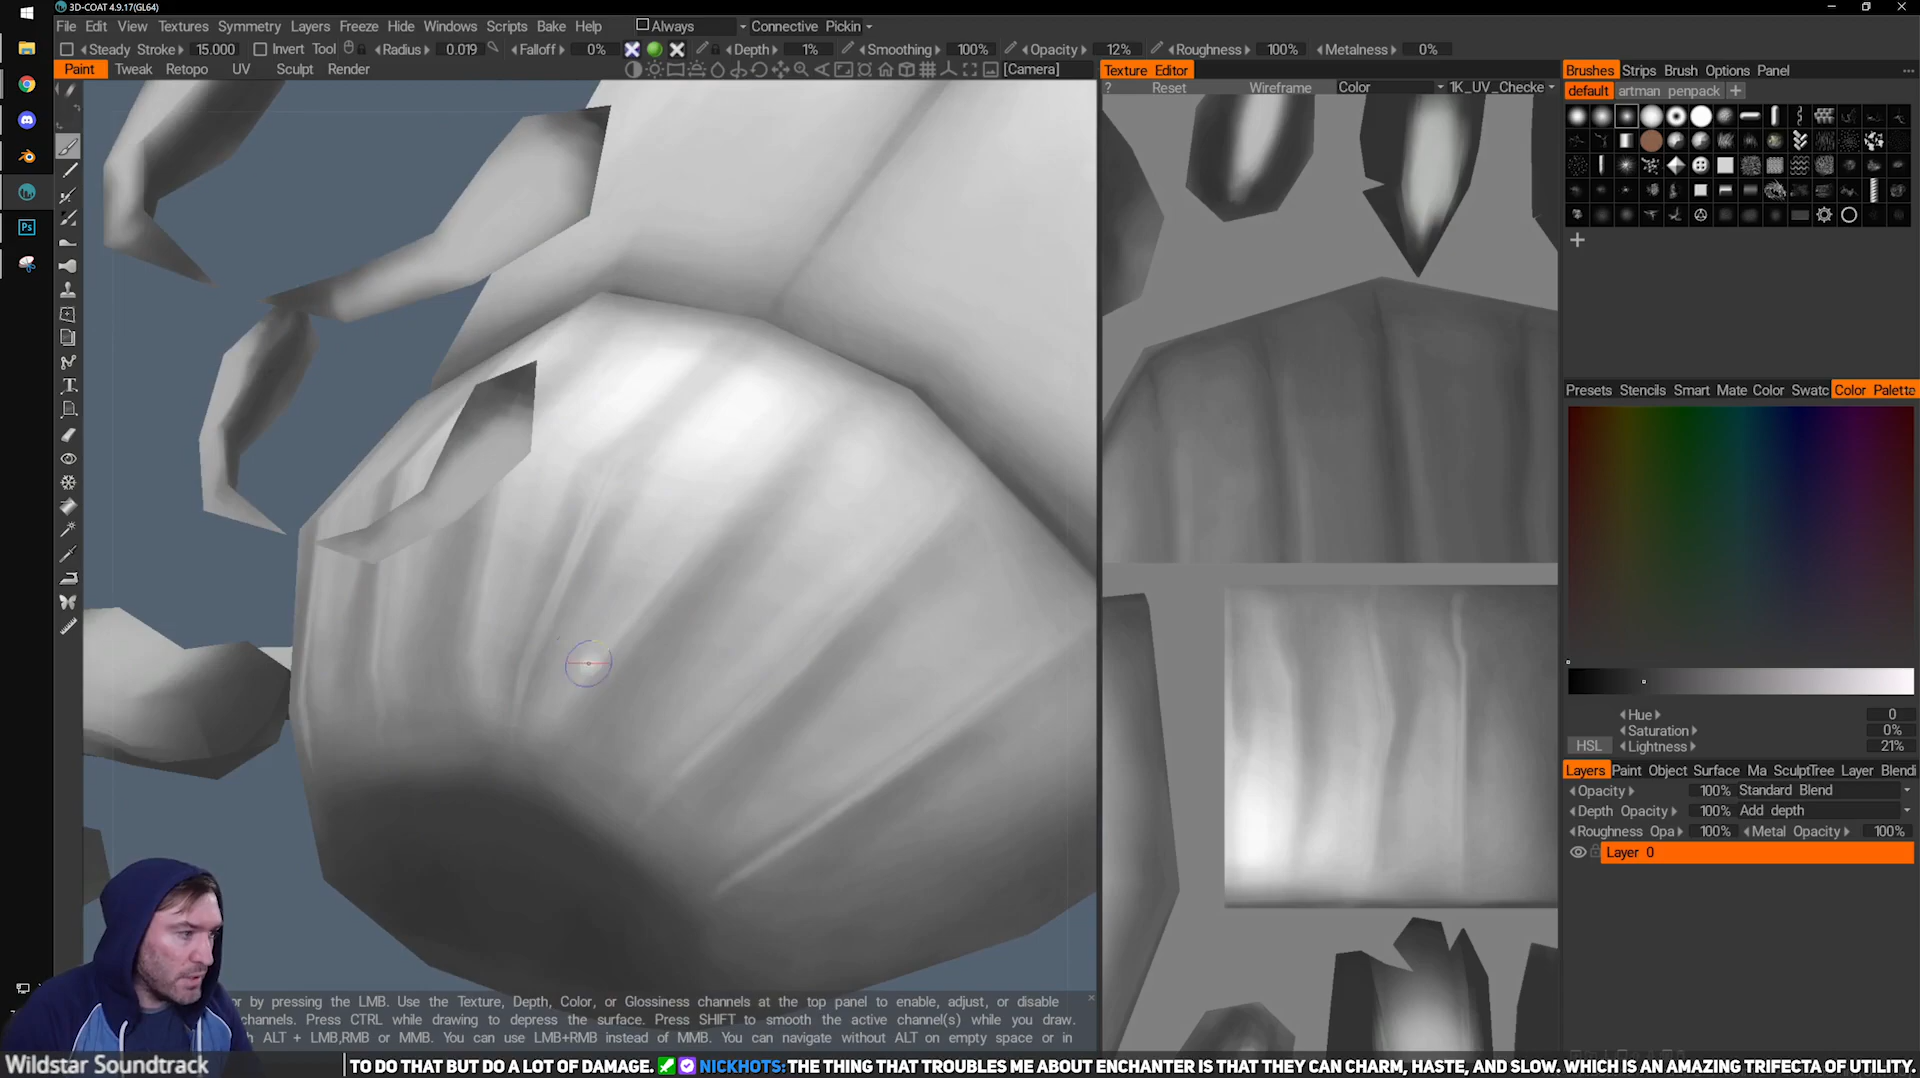 3D-COAT 4.9.17(GL64)
File Edit View Textures Symmetry Layers Freeze Hide Windows Scripts Bake Help Always Connective Pickin
Steady Stroke 15.000 Invert Tool Radius 0.019 Falloff 0% Depth 1% Smoothing 100% Opacity 12% Roughness 100% Metalness 0%
Paint Tweak Retopo UV Sculpt Render [Camera]
Texture Editor
? Reset Wireframe Color 1K_UV_Checke
Brushes Strips Brush Options Panel
default artman penpack +
Presets Stencils Smart Mate Color Swatc Color Palette
Hue 0
Saturation 0%
HSL Lightness 21%
Layers Paint Object Surface Ma SculptTree Layer Blendi
Opacity 100% Standard Blend
Depth Opacity 100% Add depth
Roughness Opa 100% Metal Opacity 100%
Layer 0
or by pressing the LMB. Use the Texture, Depth, Color, or Glossiness channels at the top panel to enable, adjust, or disable
channels. Press CTRL while drawing to depress the surface. Press SHIFT to smooth the active channel(s) while you draw.
ALT + LMB,RMB or MMB. You can use LMB+RMB instead of MMB. You can navigate without ALT on empty space or in
Ps
Wildstar Soundtrack
TO DO THAT BUT DO A LOT OF DAMAGE. NICKHOTS: THE THING THAT TROUBLES ME ABOUT ENCHANTER IS THAT THEY CAN CHARM, HASTE, AND SLOW. WHICH IS AN AMAZING TRIFECTA OF UTILITY.